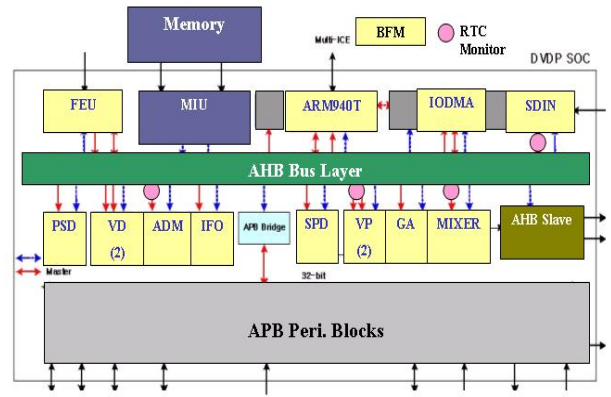 Memory
BFM
RTC
Monitor
Multi-ICE
DVDP SOC
FEU
MIU
ARM940T
IODMA
SDIN
AHB Bus Layer
PSD
VD
(2)
ADM
IFO
APB Bridge
SPD
VP
(2)
GA
MIXER
AHB Slave
Master
32-bit
APB Peri. Blocks